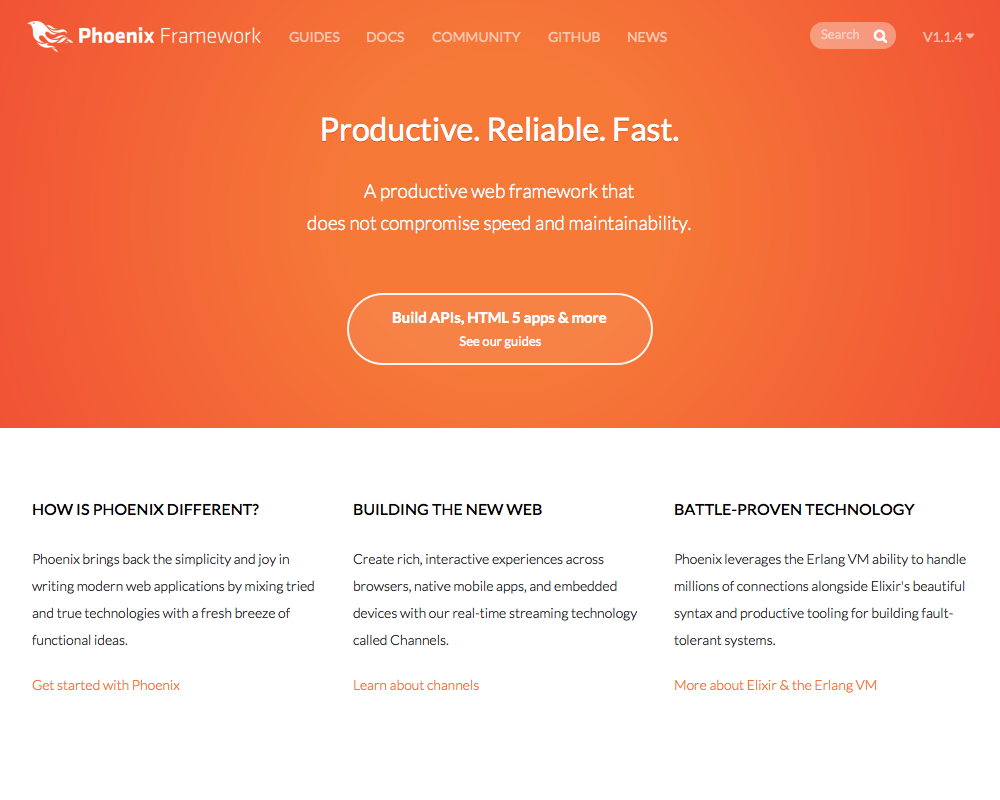 Phoenix Framework GUIDES DOCS COMMUNITY GITHUB NEWS Search V1.1.4
Productive. Reliable. Fast.
A productive web framework that
does not compromise speed and maintainability.
Build APIs, HTML 5 apps & more
See our guides
HOW IS PHOENIX DIFFERENT?
Phoenix brings back the simplicity and joy in
writing modern web applications by mixing tried
and true technologies with a fresh breeze of
functional ideas.
Get started with Phoenix
BUILDING THE NEW WEB
Create rich, interactive experiences across
browsers, native mobile apps, and embedded
devices with our real-time streaming technology
called Channels.
Learn about channels
BATTLE-PROVEN TECHNOLOGY
Phoenix leverages the Erlang VM ability to handle
millions of connections alongside Elixir's beautiful
syntax and productive tooling for building fault-
tolerant systems.
More about Elixir & the Erlang VM